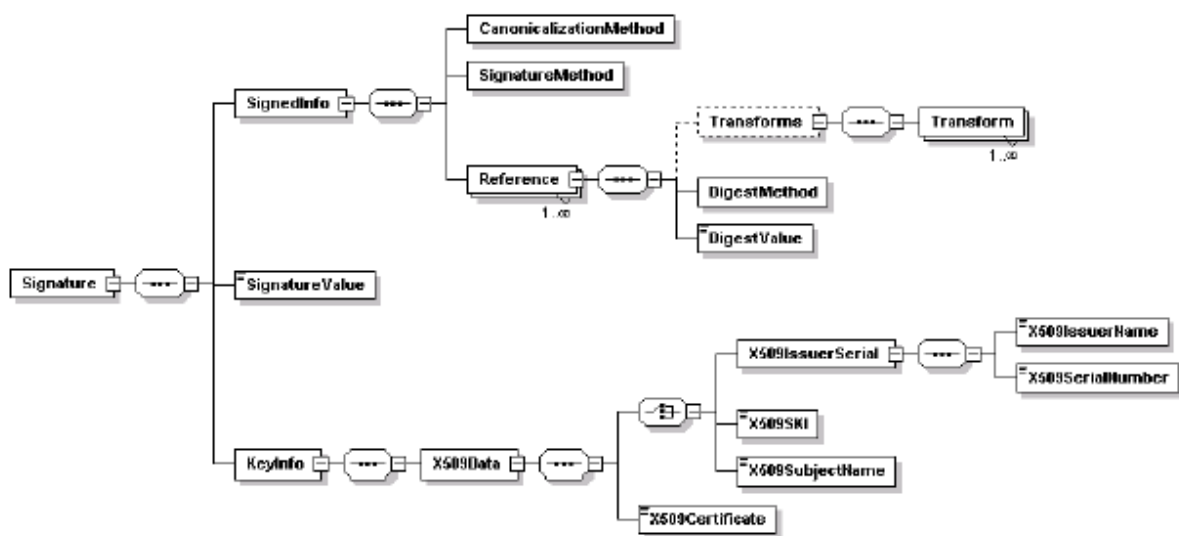 CanonicalizationMethod
SignatureMethod
SignedInfo
Transforms
Transform
1..∞
Reference
1..∞
DigestMethod
DigestValue
Signature
SignatureValue
X509IssuerSerial
X509IssuerName
X509SerialNumber
X509SKI
KeyInfo
X509Data
X509SubjectName
X509Certificate